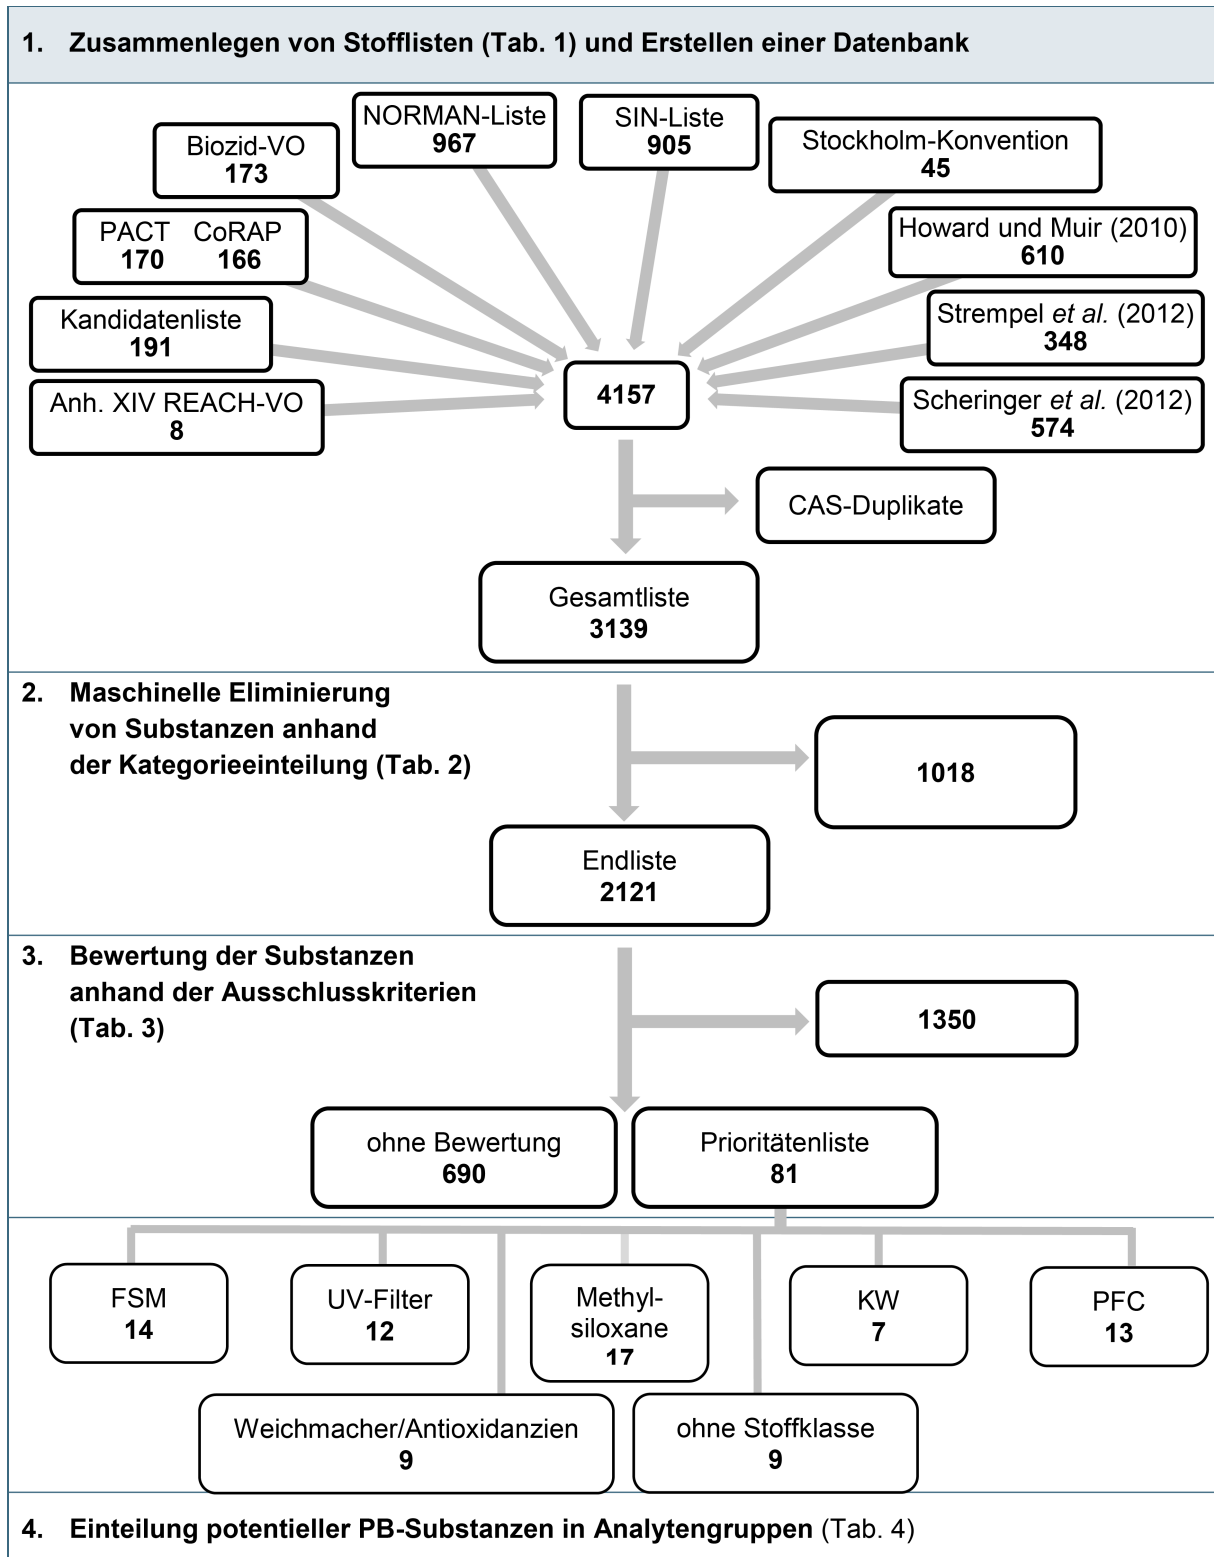 1. Zusammenlegen von Stofflisten (Tab. 1) und Erstellen einer Datenbank
NORMAN-Liste
967
SIN-Liste
905
Biozid-VO
173
Stockholm-Konvention
45
PACT CoRAP
170 166
Howard und Muir (2010)
610
Kandidatenliste
191
Strempel et al. (2012)
348
Anh. XIV REACH-VO
8
4157
Scheringer et al. (2012)
574
CAS-Duplikate
Gesamtliste
3139
2. Maschinelle Eliminierung
von Substanzen anhand
der Kategorieeinteilung (Tab. 2)
1018
Endliste
2121
3. Bewertung der Substanzen
anhand der Ausschlusskriterien
(Tab. 3)
1350
ohne Bewertung
690
Prioritätenliste
81
FSM
14
UV-Filter
12
Methyl-
siloxane
17
KW
7
PFC
13
Weichmacher/Antioxidanzien
9
ohne Stoffklasse
9
4. Einteilung potentieller PB-Substanzen in Analytengruppen (Tab. 4)